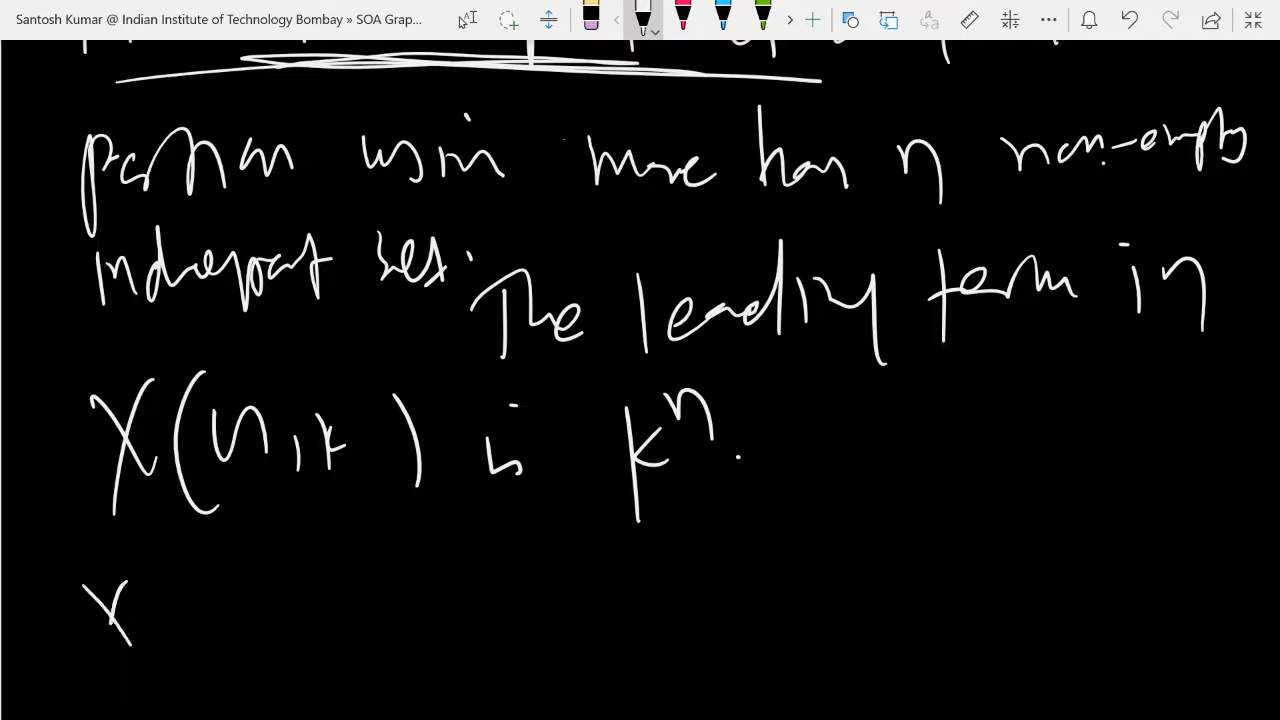 Santosh Kumar @ Indian Institute of Technology Bombay » SOA Grap...
partition using more than n non-empty
independent sets. The leading term in
χ(n,k) is k^n.
χ